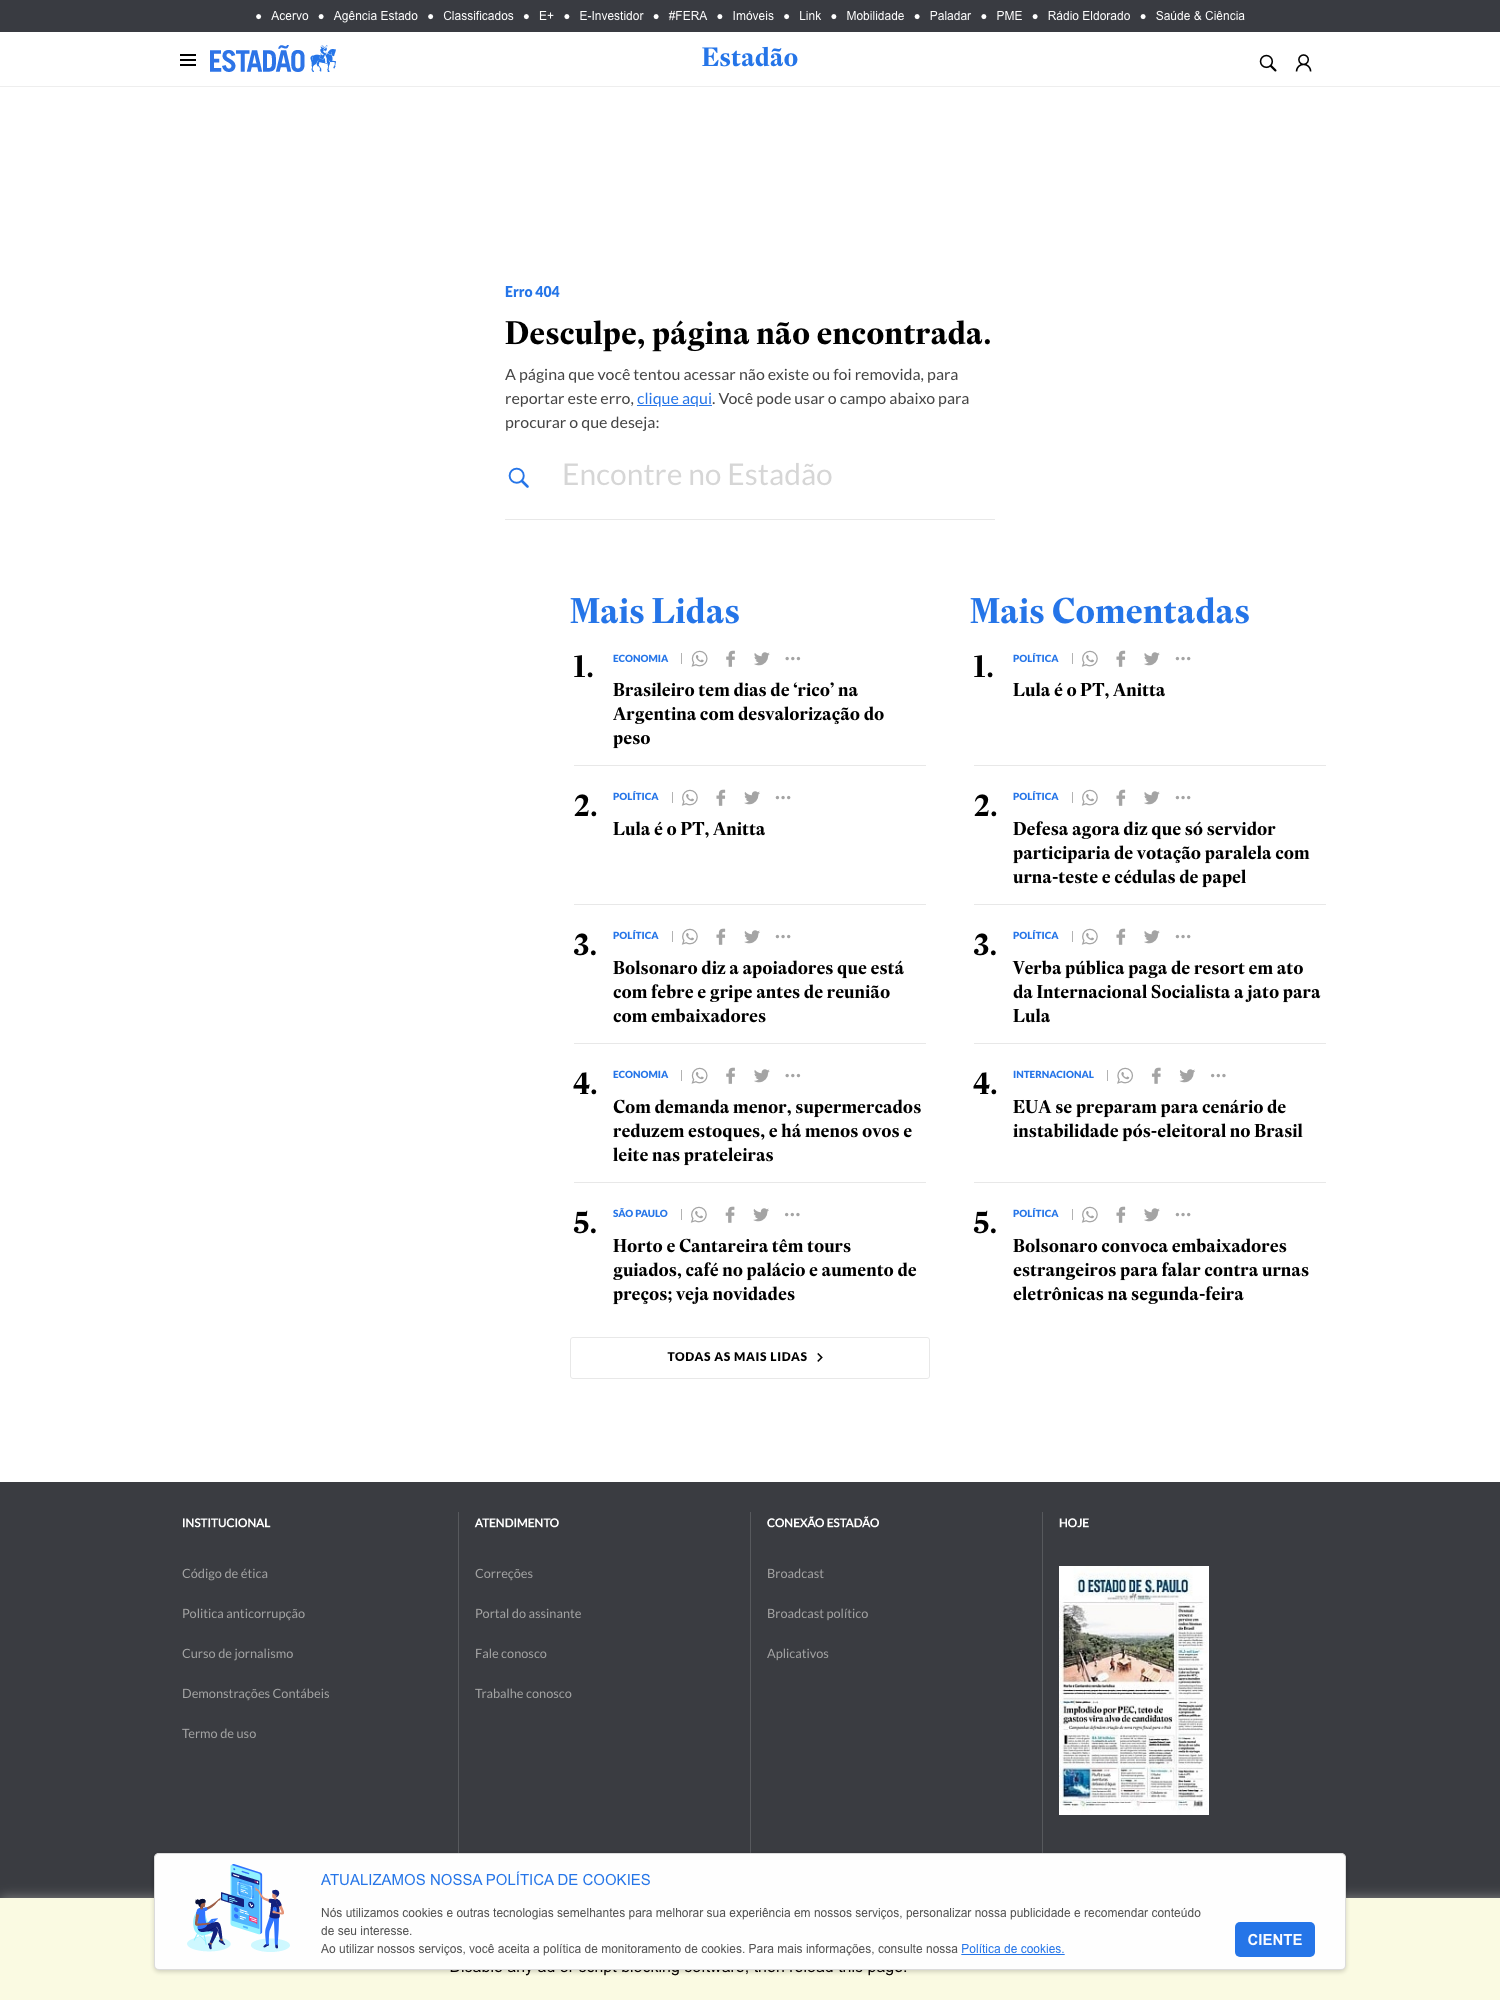 Acervo Agência Estado Classificados E+ E-Investidor #FERA Imóveis Link Mobilidade Paladar PME Rádio Eldorado Saúde & Ciência
ESTADÃO
Estadão
Erro 404
Desculpe, página não encontrada.
A página que você tentou acessar não existe ou foi removida, para
reportar este erro, clique aqui. Você pode usar o campo abaixo para
procurar o que deseja:
Encontre no Estadão
Mais Lidas
1.
ECONOMIA
Brasileiro tem dias de ‘rico’ na
Argentina com desvalorização do
peso
2.
POLÍTICA
Lula é o PT, Anitta
3.
POLÍTICA
Bolsonaro diz a apoiadores que está
com febre e gripe antes de reunião
com embaixadores
4.
ECONOMIA
Com demanda menor, supermercados
reduzem estoques, e há menos ovos e
leite nas prateleiras
5.
SÃO PAULO
Horto e Cantareira têm tours
guiados, café no palácio e aumento de
preços; veja novidades
TODAS AS MAIS LIDAS
Mais Comentadas
1.
POLÍTICA
Lula é o PT, Anitta
2.
POLÍTICA
Defesa agora diz que só servidor
participaria de votação paralela com
urna-teste e cédulas de papel
3.
POLÍTICA
Verba pública paga de resort em ato
da Internacional Socialista a jato para
Lula
4.
INTERNACIONAL
EUA se preparam para cenário de
instabilidade pós-eleitoral no Brasil
5.
POLÍTICA
Bolsonaro convoca embaixadores
estrangeiros para falar contra urnas
eletrônicas na segunda-feira
INSTITUCIONAL
Código de ética
Politica anticorrupção
Curso de jornalismo
Demonstrações Contábeis
Termo de uso
ATENDIMENTO
Correções
Portal do assinante
Fale conosco
Trabalhe conosco
CONEXÃO ESTADÃO
Broadcast
Broadcast político
Aplicativos
HOJE
O ESTADO DE S. PAULO
Implodido por PEC, teto de
gastos vira alvo de candidatos
ATUALIZAMOS NOSSA POLÍTICA DE COOKIES
Nós utilizamos cookies e outras tecnologias semelhantes para melhorar sua experiência em nossos serviços, personalizar nossa publicidade e recomendar conteúdo
de seu interesse.
Ao utilizar nossos serviços, você aceita a política de monitoramento de cookies. Para mais informações, consulte nossa Política de cookies.
CIENTE
Disable any ad or script blocking software, then reload this page.